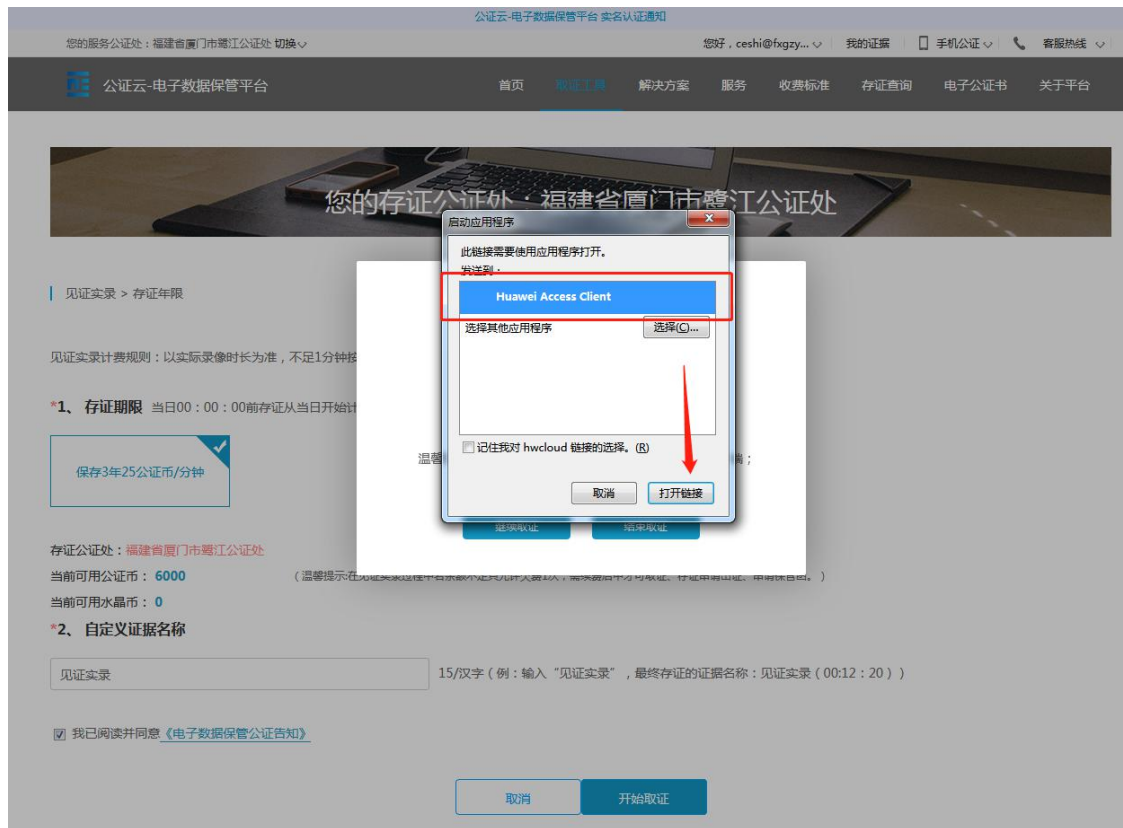 公证云-电子数据保管平台 实名认证通知
您的服务公证处：福建省厦门市鹭江公证处 切换
您好，ceshi@fxgzy... 我的证据 手机公证 客服热线
公证云-电子数据保管平台 首页 取证工具 解决方案 服务 收费标准 存证查询 电子公证书 关于平台
您的存证公证处：福建省厦门市鹭江公证处
启动应用程序
此链接需要使用应用程序打开。
发送到：
Huawei Access Client
选择其他应用程序 选择(C)...
记住我对 hwcloud 链接的选择。(R)
取消 打开链接
继续取证 结束取证
见证实录 > 存证年限
见证实录计费规则：以实际录像时长为准，不足1分钟按
*1、 存证期限 当日00：00：00前存证从当日开始计
保存3年25公证币/分钟
温馨
存证公证处：福建省厦门市鹭江公证处
当前可用公证币： 6000
当前可用水晶币： 0
*2、 自定义证据名称
见证实录 15/汉字（例：输入“见证实录”，最终存证的证据名称：见证实录（00:12：20））
我已阅读并同意《电子数据保管公证告知》
取消 开始取证